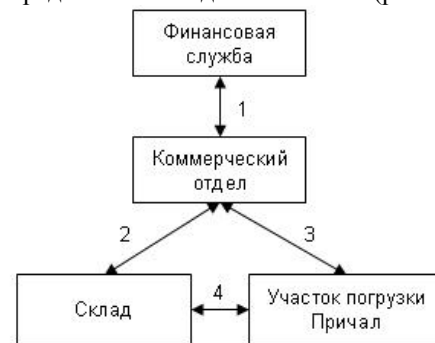 Финансовая
служба
1
Коммерческий
отдел
2
3
Склад
4
Участок погрузки
Причал